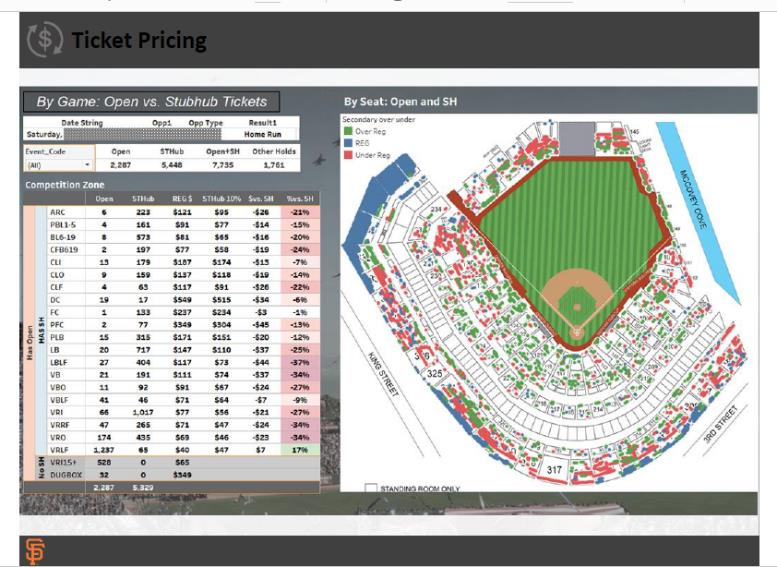 Ticket Pricing
By Game: Open vs. Stubhub Tickets
Date String Opp1 Opp Type Result1
Saturday, Home Run
Event_Code Open STHub Open+SH Other Holds
(All) 2,287 5,448 7,735 1,761
Competition Zone
Open STHub REG $ STHub 10% $vs. SH %vs. SH
Has Open
HAS SH
ARC 6 223 $121 $95 -$26 -21%
PBL1-5 4 161 $91 $77 -$14 -15%
BL6-19 8 573 $81 $65 -$16 -20%
CFB619 2 197 $77 $58 -$19 -24%
CLI 13 179 $187 $174 -$13 -7%
CLO 9 159 $137 $118 -$19 -14%
CLF 4 63 $117 $91 -$26 -22%
DC 19 17 $549 $515 -$34 -6%
FC 1 133 $237 $234 -$3 -1%
PFC 2 77 $349 $304 -$45 -13%
PLB 15 315 $171 $151 -$20 -12%
LB 20 717 $147 $110 -$37 -25%
LBLF 27 404 $117 $73 -$44 -37%
VB 21 191 $111 $74 -$37 -34%
VBO 11 92 $91 $67 -$24 -27%
VBLF 41 46 $71 $64 -$7 -9%
VRI 66 1,017 $77 $56 -$21 -27%
VRRF 47 265 $71 $47 -$24 -34%
VRO 174 435 $69 $46 -$23 -34%
VRLF 1,237 65 $40 $47 $7 17%
No SH
VRI15+ 528 0 $65
DUGBOX 32 0 $349
2,287 5,329
By Seat: Open and SH
Secondary over under
Over Reg
REG
Under Reg
145
MCCOVEY COVE
234
KING STREET
325
317
3RD STREET
STANDING ROOM ONLY
SF